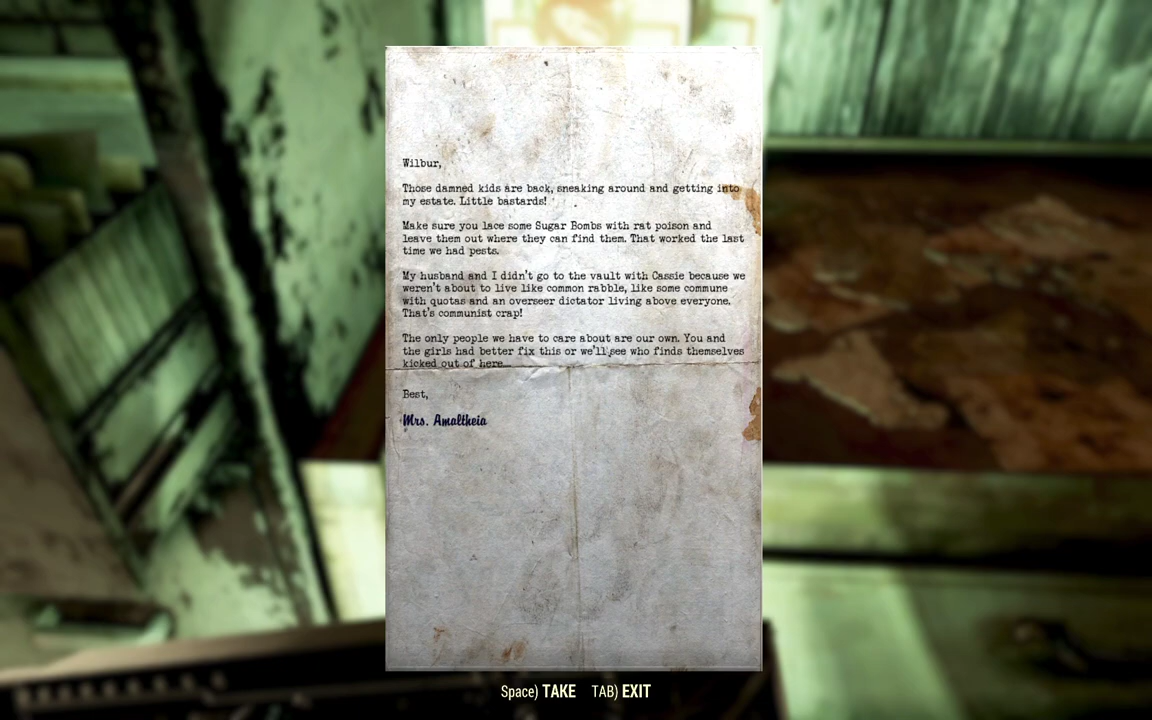 Wilbur,
Those damned kids are back, sneaking around and getting into
my estate. Little bastards!
Make sure you lace some Sugar Bombs with rat poison and
leave them out where they can find them. That worked the last
time we had pests.
My husband and I didn't go to the vault with Cassie because we
weren't about to live like common rabble, like some commune
with quotas and an overseer dictator living above everyone.
That's communist crap!
The only people we have to care about are our own. You and
the girls had better fix this or we'll see who finds themselves
kicked out of here...
Best,
Mrs. Amaltheia
Space) TAKE TAB) EXIT